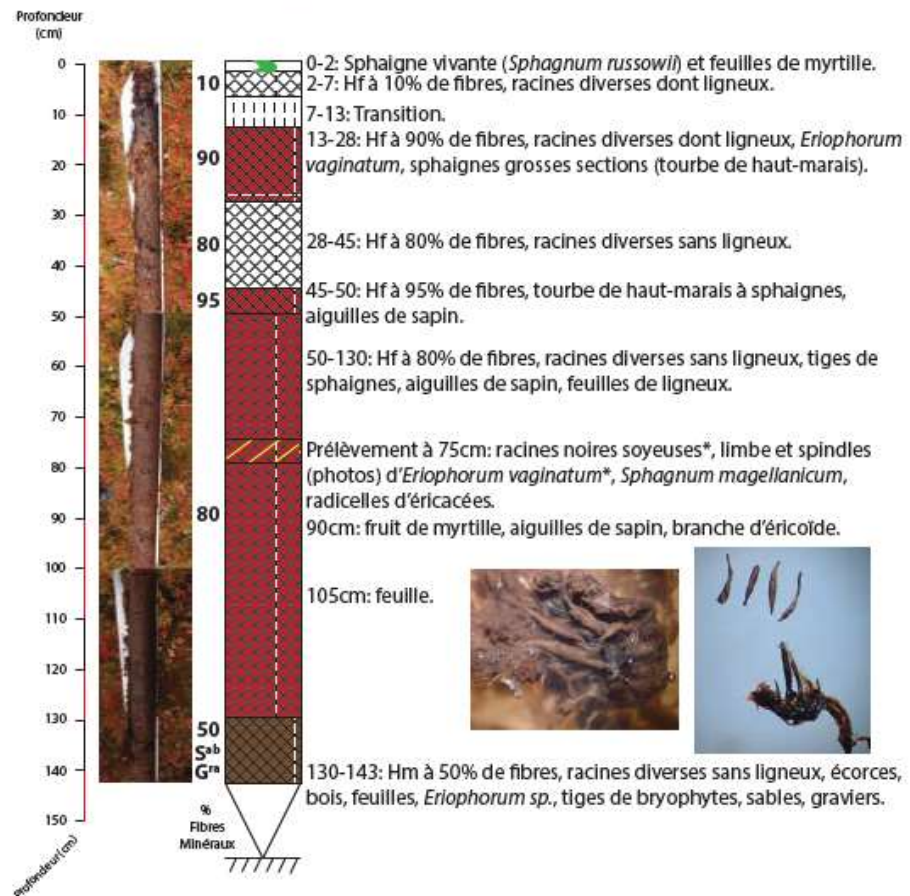 Profondeur
(cm)
0
10
20
30
40
50
60
70
80
90
100
110
120
130
140
150
Profondeur(cm)
10
90
80
95
80
50
Sab
Gra
%
Fibres
Minéraux
0-2: Sphaigne vivante (Sphagnum russowii) et feuilles de myrtille.
2-7: Hf à 10% de fibres, racines diverses dont ligneux.
7-13: Transition.
13-28: Hf à 90% de fibres, racines diverses dont ligneux, Eriophorum
vaginatum, sphaignes grosses sections (tourbe de haut-marais).
28-45: Hf à 80% de fibres, racines diverses sans ligneux.
45-50: Hf à 95% de fibres, tourbe de haut-marais à sphaignes,
aiguilles de sapin.
50-130: Hf à 80% de fibres, racines diverses sans ligneux, tiges de
sphaignes, aiguilles de sapin, feuilles de ligneux.
Prélèvement à 75cm: racines noires soyeuses*, limbe et spindles
(photos) d'Eriophorum vaginatum*, Sphagnum magellanicum,
radicelles d'éricacées.
90cm: fruit de myrtille, aiguilles de sapin, branche d'éricoïde.
105cm: feuille.
130-143: Hm à 50% de fibres, racines diverses sans ligneux, écorces,
bois, feuilles, Eriophorum sp., tiges de bryophytes, sables, graviers.